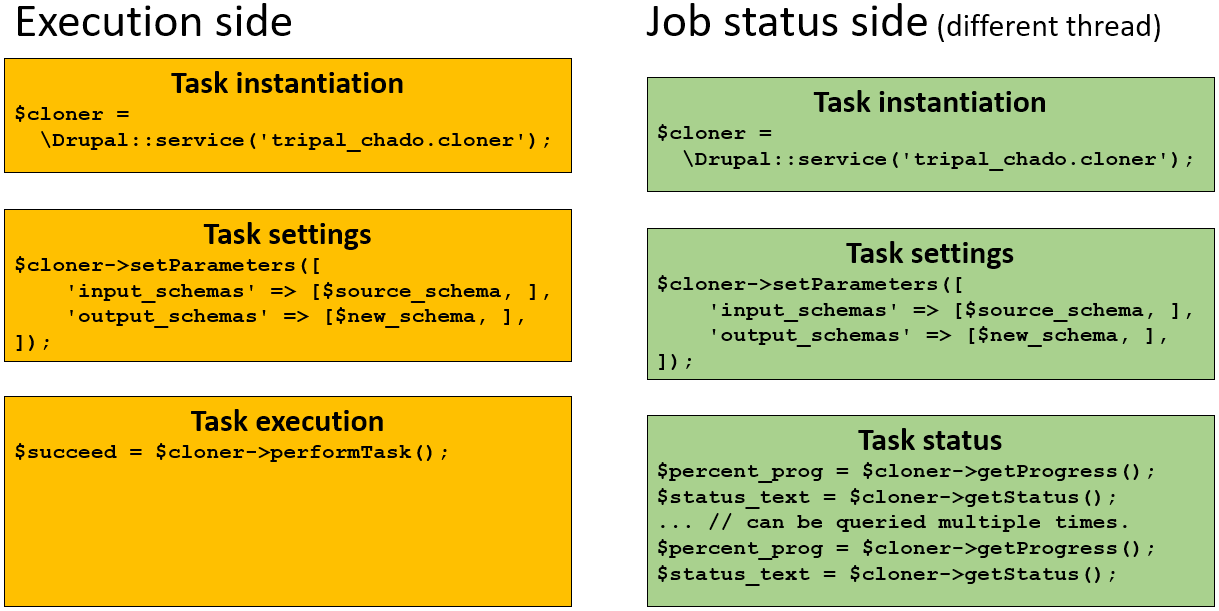 Execution side
Task instantiation
$cloner =
  \Drupal::service('tripal_chado.cloner');
Task settings
$cloner->setParameters([
    'input_schemas' => [$source_schema, ],
    'output_schemas' => [$new_schema, ],
]);
Task execution
$succeed = $cloner->performTask();
Job status side (different thread)
Task instantiation
$cloner =
  \Drupal::service('tripal_chado.cloner');
Task settings
$cloner->setParameters([
    'input_schemas' => [$source_schema, ],
    'output_schemas' => [$new_schema, ],
]);
Task status
$percent_prog = $cloner->getProgress();
$status_text = $cloner->getStatus();
... // can be queried multiple times.
$percent_prog = $cloner->getProgress();
$status_text = $cloner->getStatus();